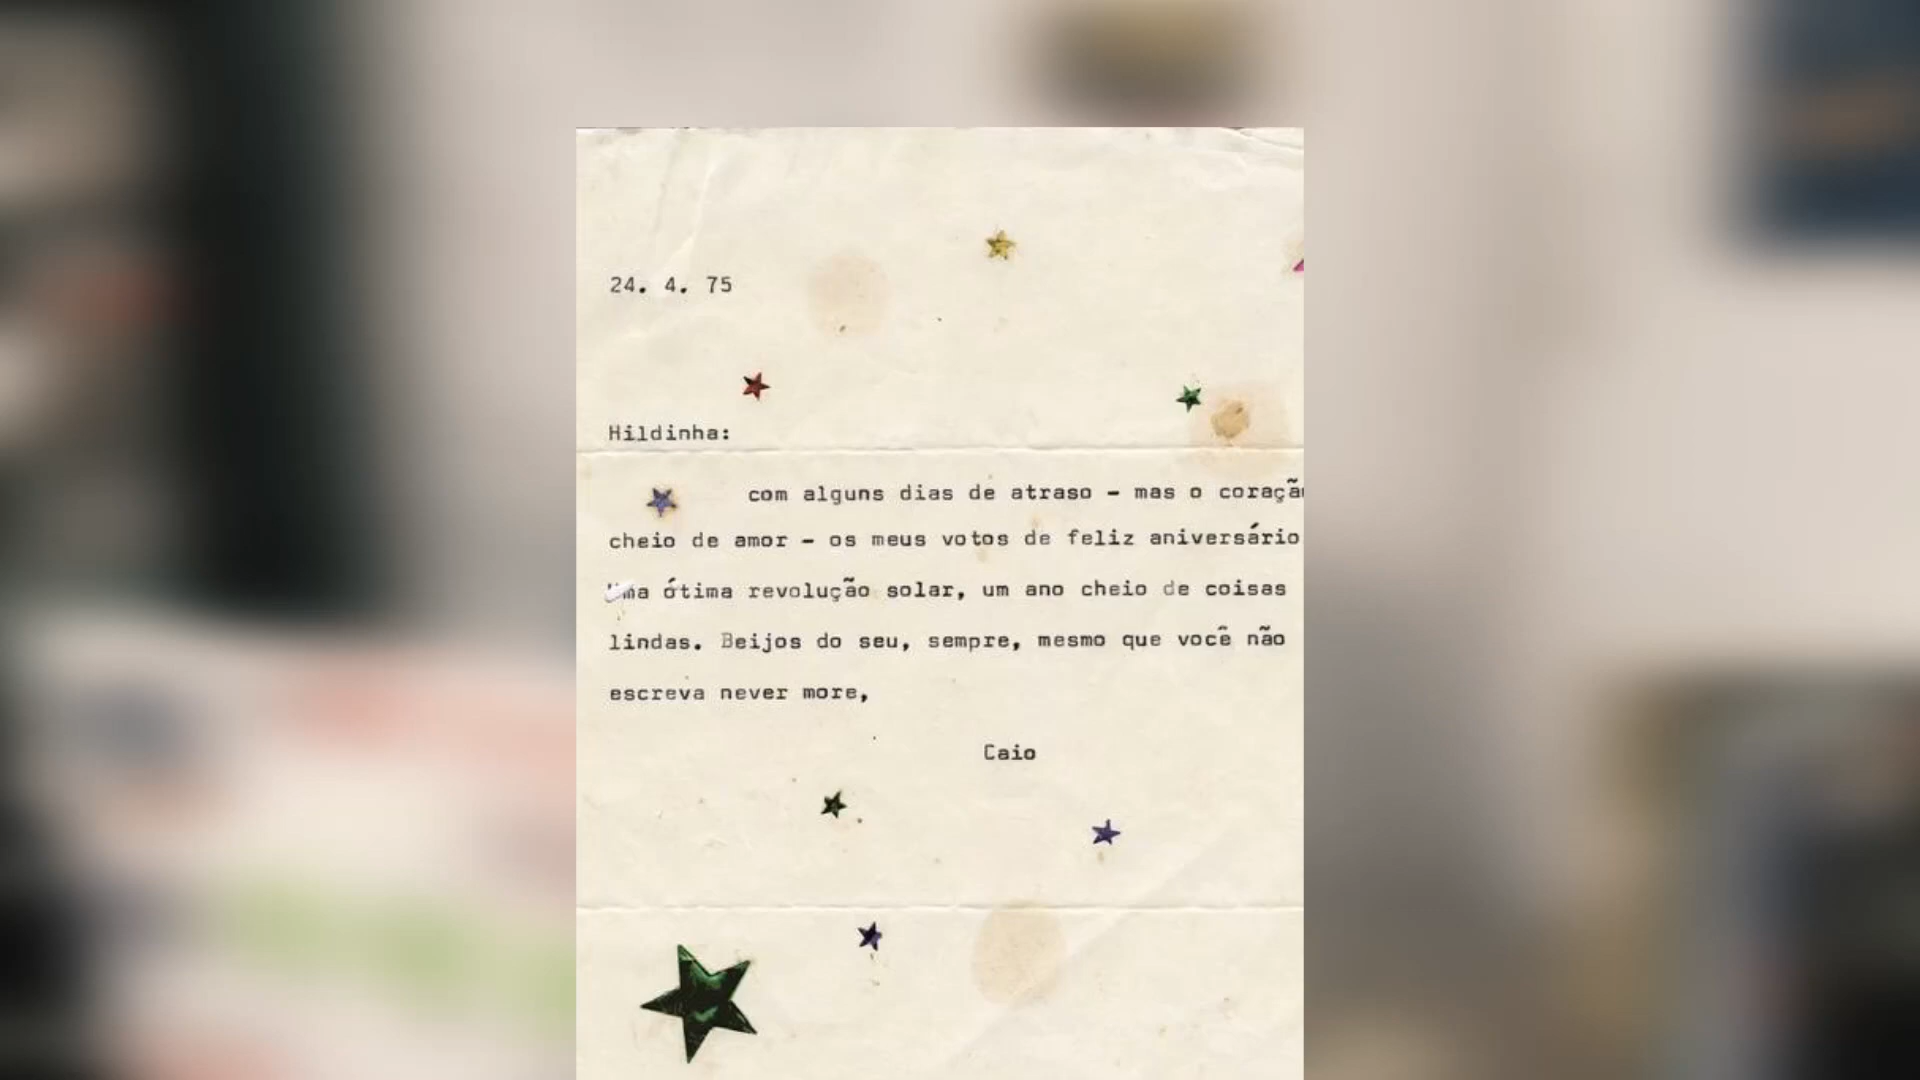 24. 4. 75
Hildinha:
com alguns dias de atraso - mas o coração
cheio de amor - os meus votos de feliz aniversário
Uma ótima revolução solar, um ano cheio de coisas
lindas. Beijos do seu, sempre, mesmo que você não
escreva never more,
Caio